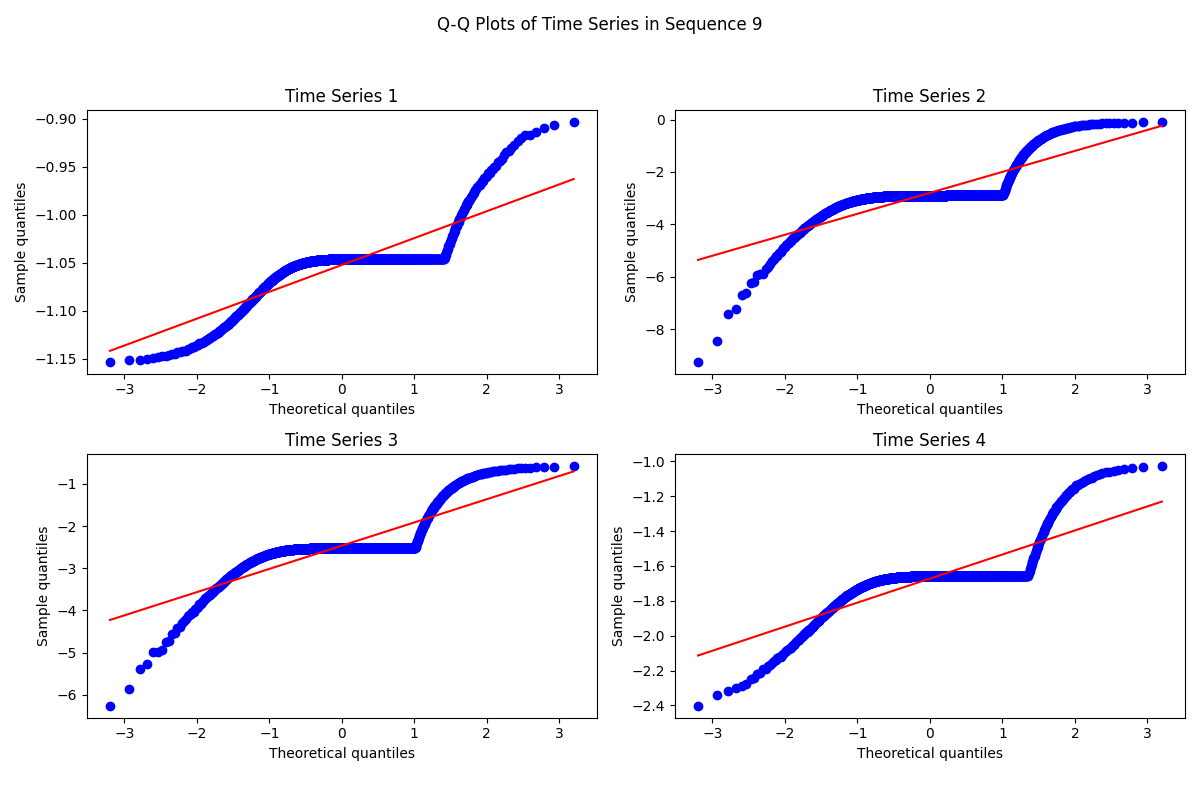 Q-Q Plots of Time Series in Sequence 9
Time Series 1
Sample quantiles
−0.90
−0.95
−1.00
−1.05
−1.10
−1.15
−3 −2 −1 0 1 2 3
Theoretical quantiles
Time Series 2
Sample quantiles
0
−2
−4
−6
−8
−3 −2 −1 0 1 2 3
Theoretical quantiles
Time Series 3
Sample quantiles
−1
−2
−3
−4
−5
−6
−3 −2 −1 0 1 2 3
Theoretical quantiles
Time Series 4
Sample quantiles
−1.0
−1.2
−1.4
−1.6
−1.8
−2.0
−2.2
−2.4
−3 −2 −1 0 1 2 3
Theoretical quantiles